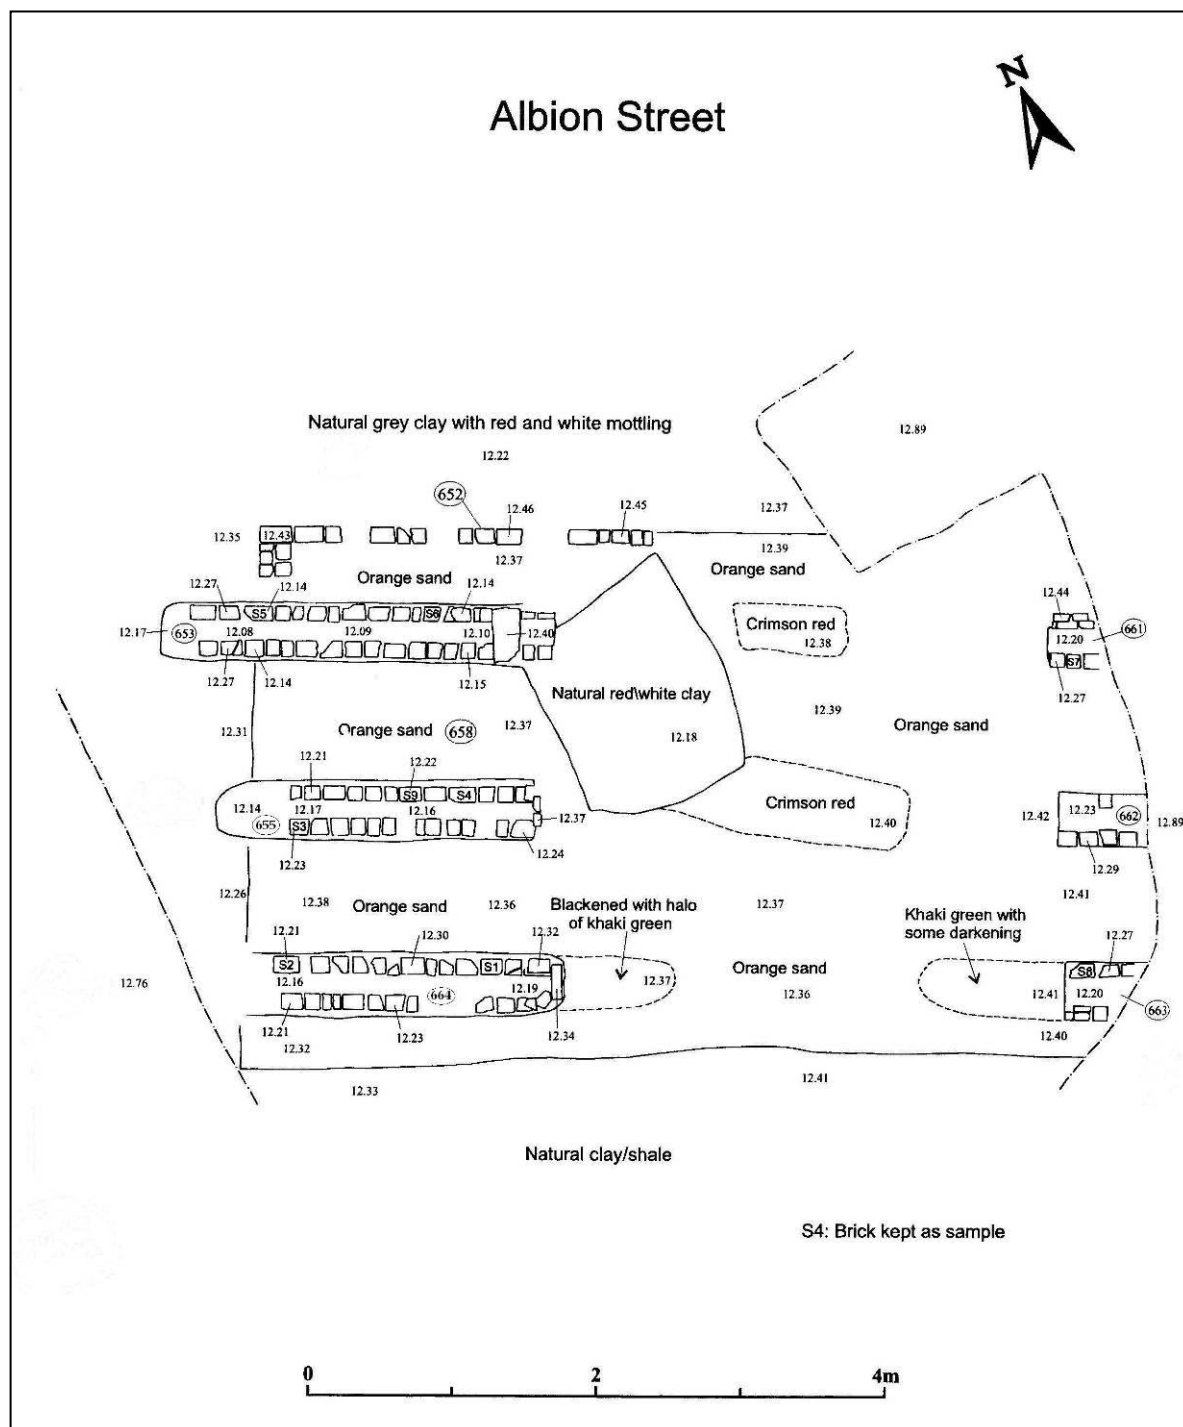 N
Albion Street
Natural grey clay with red and white mottling
12.89
12.22
652
12.46
12.45
12.37
12.35
12.43
12.37
12.39
Orange sand
Orange sand
12.27
12.14
12.14
12.44
S5
S6
Crimson red
12.38
661
12.17
653
12.08
12.09
12.10
12.40
12.20
S7
12.27
12.14
12.15
12.27
Natural red\white clay
12.31
Orange sand
658
12.37
12.39
Orange sand
12.18
12.21
12.22
S9
S4
12.14
12.17
12.16
Crimson red
12.40
12.42
12.23
662
12.89
655
S3
12.37
12.23
12.24
12.29
12.26
12.38
Orange sand
12.36
Blackened with halo
of khaki green
12.37
12.41
Khaki green with
some darkening
12.21
12.30
12.32
12.27
S2
S1
Orange sand
S8
12.76
12.16
664
12.19
12.37
12.36
12.41
12.20
663
12.21
12.32
12.23
12.34
12.40
12.33
12.41
Natural clay/shale
S4: Brick kept as sample
0 2 4m